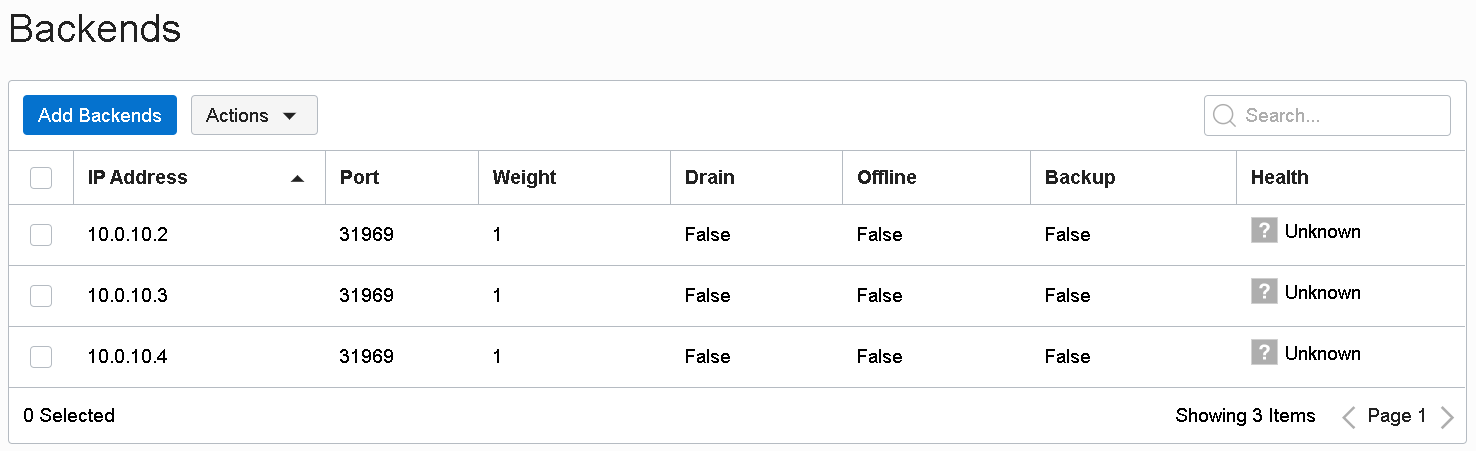 Backends
Add Backends Actions Search...
IP Address Port Weight Drain Offline Backup Health
10.0.10.2 31969 1 False False False ? Unknown
10.0.10.3 31969 1 False False False ? Unknown
10.0.10.4 31969 1 False False False ? Unknown
0 Selected Showing 3 Items Page 1